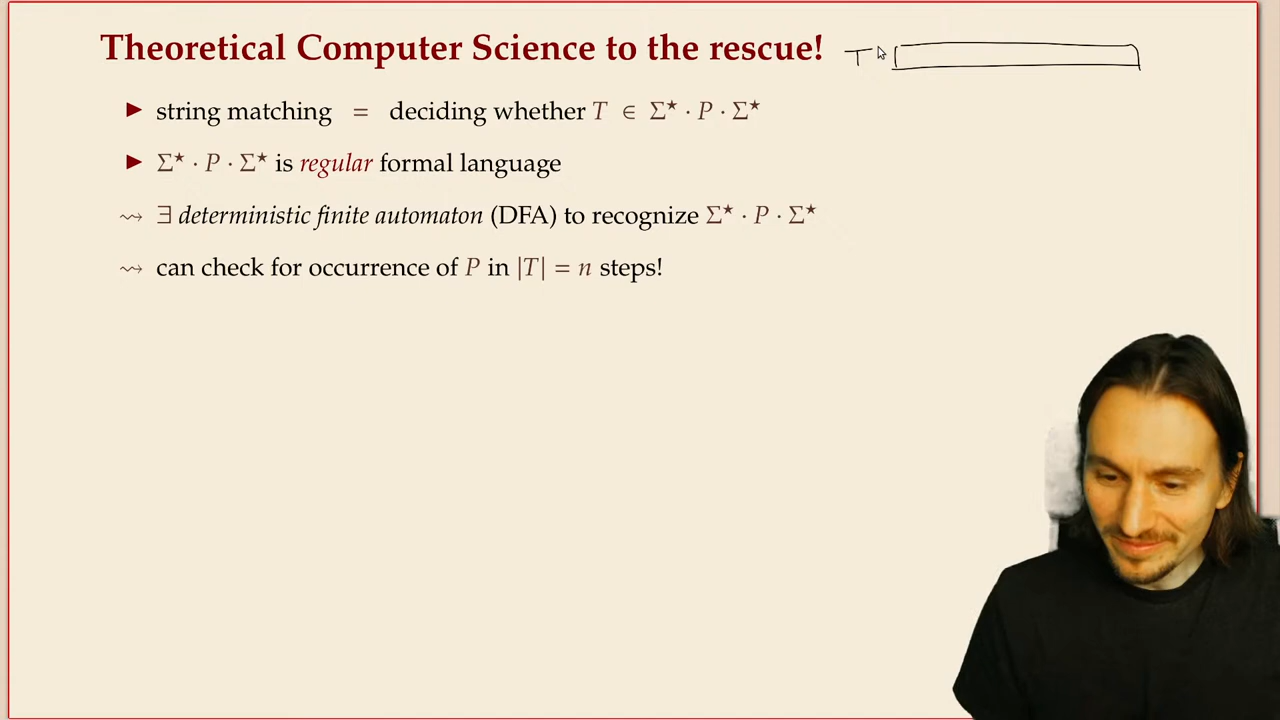 Theoretical Computer Science to the rescue! T
▶ string matching = deciding whether T ∈ Σ★ · P · Σ★
▶ Σ★ · P · Σ★ is regular formal language
⇝ ∃ deterministic finite automaton (DFA) to recognize Σ★ · P · Σ★
⇝ can check for occurrence of P in |T| = n steps!